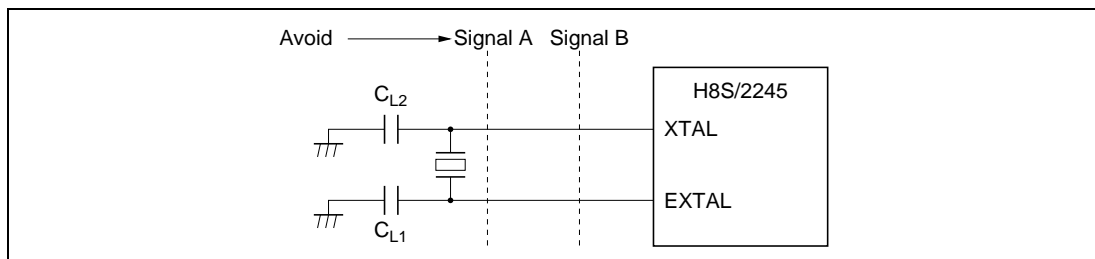 Avoid Signal A Signal B
H8S/2245
CL2
XTAL
EXTAL
CL1